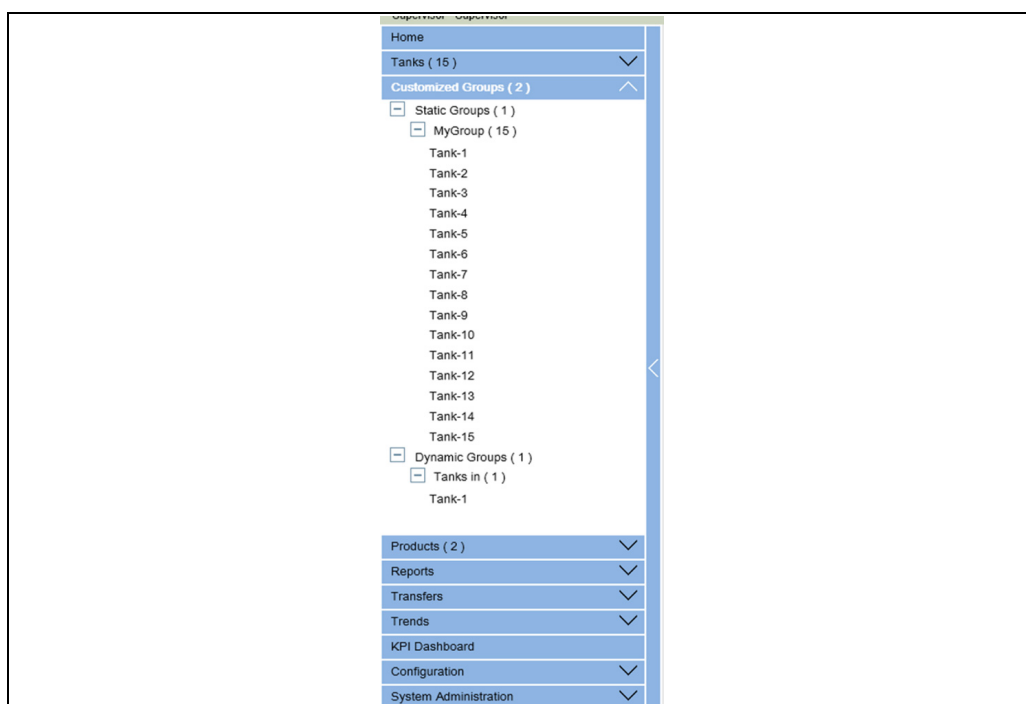 Supervisor - Supervisor
Home
Tanks ( 15 )
Customized Groups ( 2 )
Static Groups ( 1 )
MyGroup ( 15 )
Tank-1
Tank-2
Tank-3
Tank-4
Tank-5
Tank-6
Tank-7
Tank-8
Tank-9
Tank-10
Tank-11
Tank-12
Tank-13
Tank-14
Tank-15
Dynamic Groups ( 1 )
Tanks in ( 1 )
Tank-1
Products ( 2 )
Reports
Transfers
Trends
KPI Dashboard
Configuration
System Administration